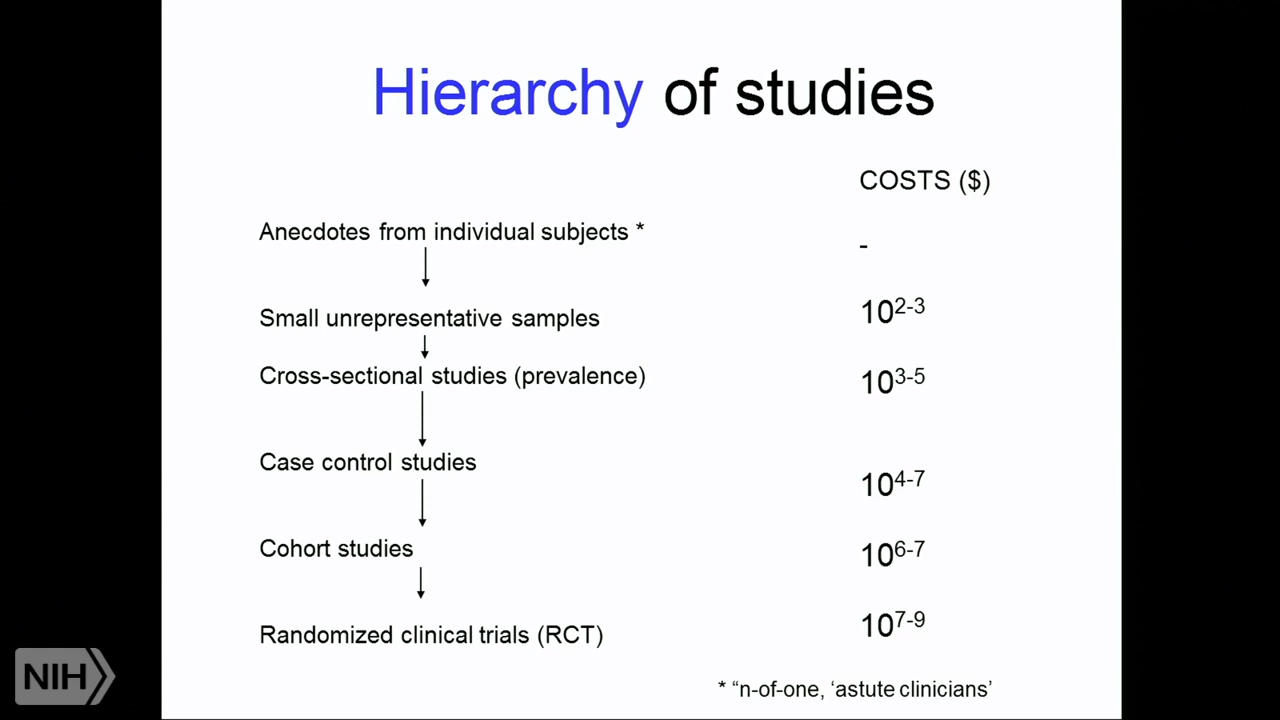 Hierarchy of studies
COSTS ($)
Anecdotes from individual subjects *
-
Small unrepresentative samples
10²⁻³
Cross-sectional studies (prevalence)
10³⁻⁵
Case control studies
10⁴⁻⁷
Cohort studies
10⁶⁻⁷
Randomized clinical trials (RCT)
10⁷⁻⁹
NIH
* “n-of-one, ‘astute clinicians’